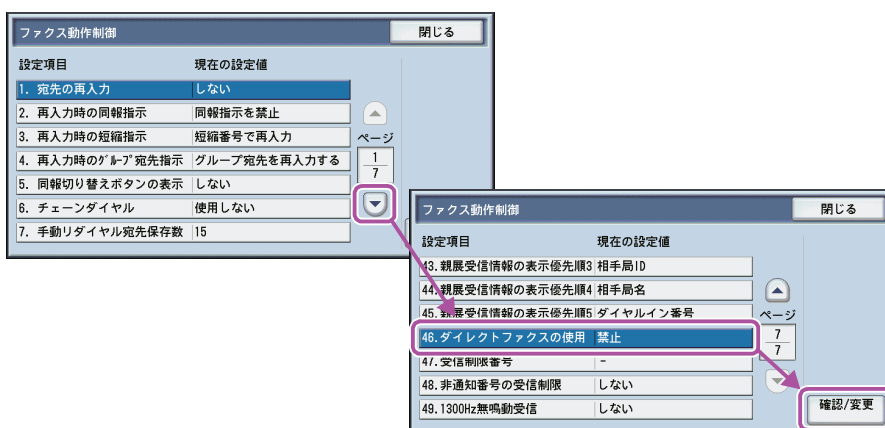 ファクス動作制御 閉じる
設定項目 現在の設定値
1. 宛先の再入力 しない
2. 再入力時の同報指示 同報指示を禁止
3. 再入力時の短縮指示 短縮番号で再入力
4. 再入力時のｸﾞﾙｰﾌﾟ宛先指示 グループ宛先を再入力する
5. 同報切り替えボタンの表示 しない
6. チェーンダイヤル 使用しない
7. 手動リダイヤル宛先保存数 15
ページ
1
7
ファクス動作制御 閉じる
設定項目 現在の設定値
43.親展受信情報の表示優先順3 相手局ID
44.親展受信情報の表示優先順4 相手局名
45.親展受信情報の表示優先順5 ダイヤルイン番号
46.ダイレクトファクスの使用 禁止
47.受信制限番号 -
48.非通知番号の受信制限 しない
49.1300Hz無鳴動受信 しない
ページ
7
7
確認/変更